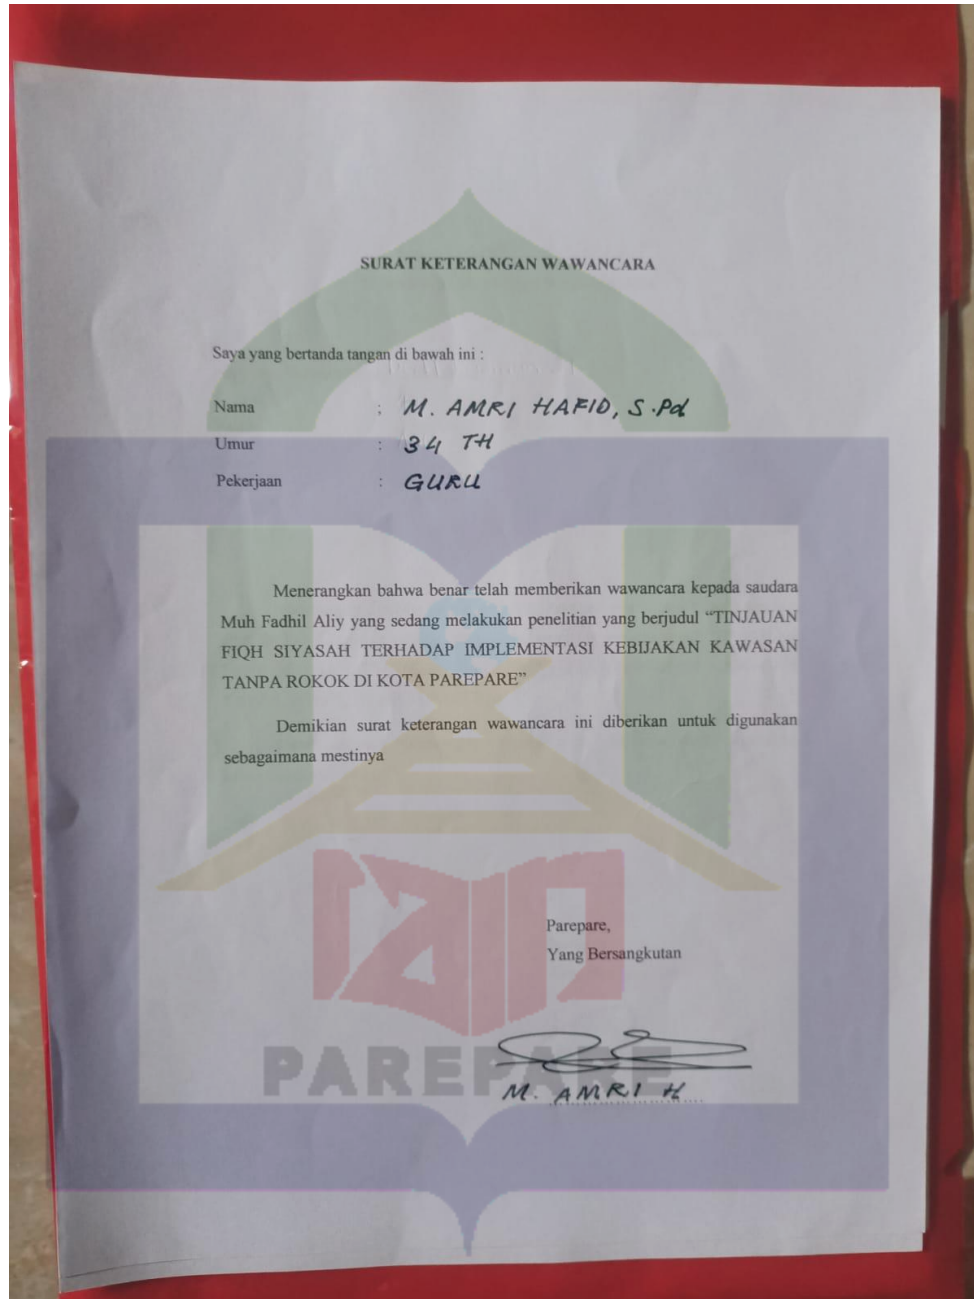 SURAT KETERANGAN WAWANCARA
Saya yang bertanda tangan di bawah ini :
Nama : M. AMRI HAFID, S.Pd
Umur : 34 TH
Pekerjaan : GURU
Menerangkan bahwa benar telah memberikan wawancara kepada saudara
Muh Fadhil Aliy yang sedang melakukan penelitian yang berjudul “TINJAUAN
FIQH SIYASAH TERHADAP IMPLEMENTASI KEBIJAKAN KAWASAN
TANPA ROKOK DI KOTA PAREPARE”
Demikian surat keterangan wawancara ini diberikan untuk digunakan
sebagaimana mestinya
Parepare,
Yang Bersangkutan
M. AMRI H
iain
PAREPARE